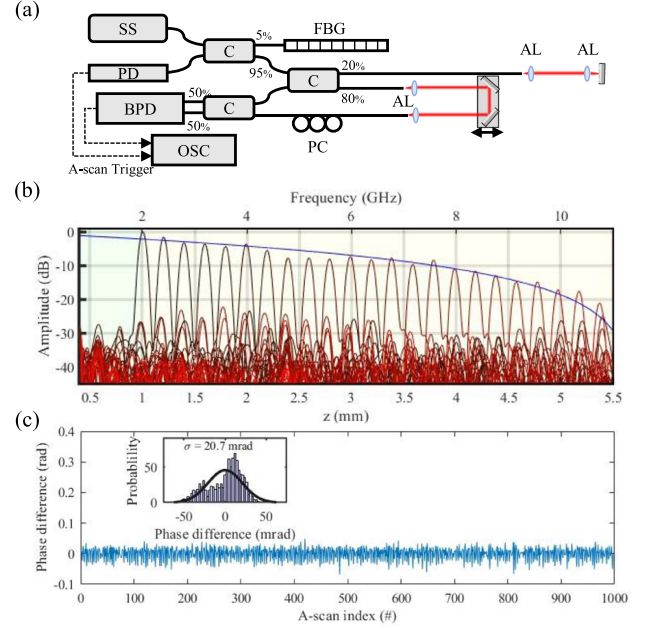 (a)
SS
5%
FBG
C
PD
95%
20%
AL
AL
C
50%
80%
BPD
C
AL
50%
PC
OSC
A-scan Trigger
(b)
Frequency (GHz)
2 4 6 8 10
Amplitude (dB)
0
-10
-20
-30
-40
0.5 1 1.5 2 2.5 3 3.5 4 4.5 5 5.5
z (mm)
(c)
Phase difference (rad)
0.4
0.3
0.2
0.1
0
-0.1
Probablility
σ = 20.7 mrad
50
0
-50 0 50
Phase difference (mrad)
0 100 200 300 400 500 600 700 800 900 1000
A-scan index (#)